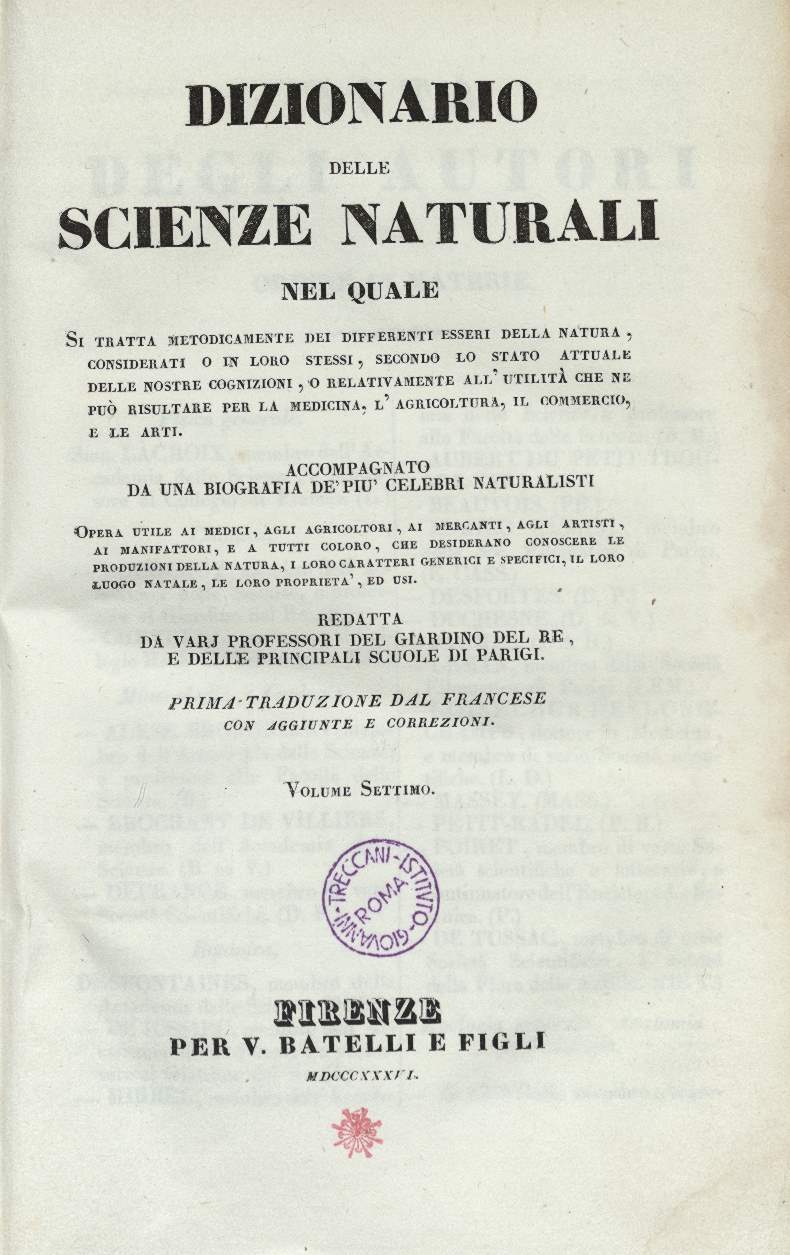 DIZIONARIO
DELLE
SCIENZE NATURALI
NEL QUALE
SI TRATTA METODICAMENTE DEI DIFFERENTI ESSERI DELLA NATURA,
CONSIDERATI O IN LORO STESSI, SECONDO LO STATO ATTUALE
DELLE NOSTRE COGNIZIONI, O RELATIVAMENTE ALL' UTILITÀ CHE NE
PUÒ RISULTARE PER LA MEDICINA, L' AGRICOLTURA, IL COMMERCIO,
E LE ARTI.
ACCOMPAGNATO
DA UNA BIOGRAFIA DE' PIU' CELEBRI NATURALISTI
OPERA UTILE AI MEDICI, AGLI AGRICOLTORI, AI MERCANTI, AGLI ARTISTI,
AI MANIFATTORI, E A TUTTI COLORO, CHE DESIDERANO CONOSCERE LE
PRODUZIONI DELLA NATURA, I LORO CARATTERI GENERICI E SPECIFICI, IL LORO
LUOGO NATALE, LE LORO PROPRIETA', ED USI.
REDATTA
DA VARJ PROFESSORI DEL GIARDINO DEL RE,
E DELLE PRINCIPALI SCUOLE DI PARIGI.
PRIMA TRADUZIONE DAL FRANCESE
CON AGGIUNTE E CORREZIONI.
VOLUME SETTIMO.
ISTITUTO-GIOVANNI-TRECCANI-
ROMA
FIRENZE
PER V. BATELLI E FIGLI
MDCCCXXXVI.